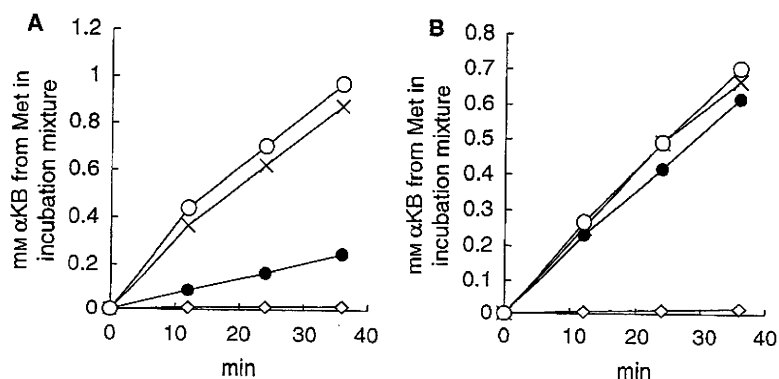 A
mM αKB from Met in
incubation mixture
1.2
1
0.8
0.6
0.4
0.2
0
0 10 20 30 40
min
B
mM αKB from Met in
incubation mixture
0.8
0.7
0.6
0.5
0.4
0.3
0.2
0.1
0
0 10 20 30 40
min